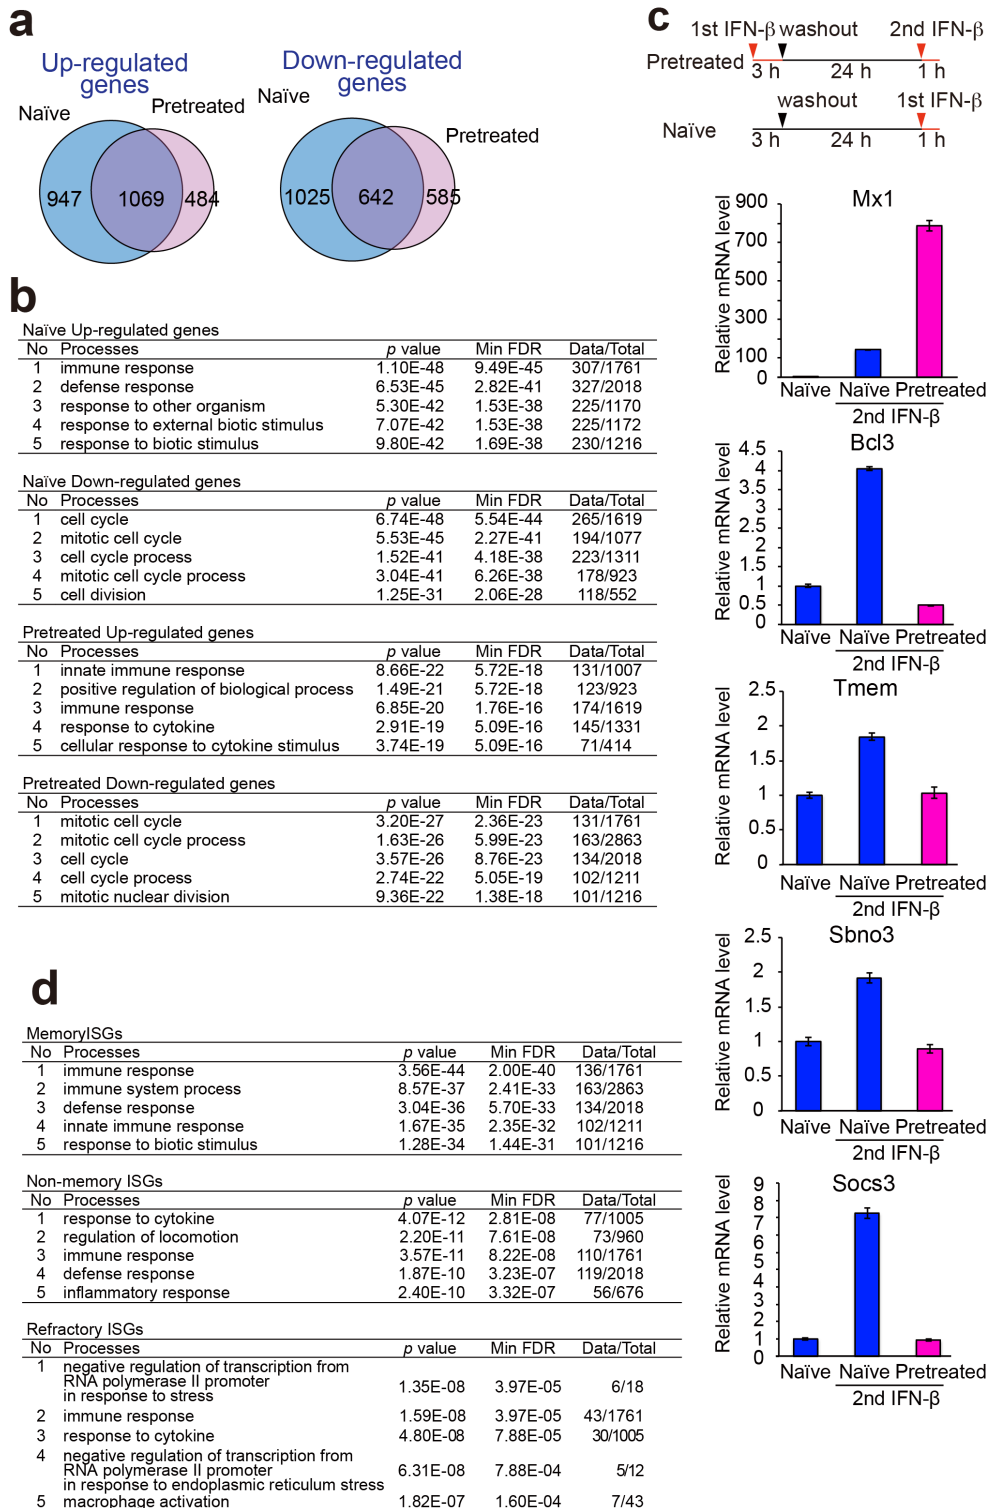 a
Up-regulated
genes
Naïve
Pretreated
947
1069
484
Down-regulated
genes
Naïve
Pretreated
1025
642
585
b
Naïve Up-regulated genes
No Processes p value Min FDR Data/Total
1 immune response 1.10E-48 9.49E-45 307/1761
2 defense response 6.53E-45 2.82E-41 327/2018
3 response to other organism 5.30E-42 1.53E-38 225/1170
4 response to external biotic stimulus 7.07E-42 1.53E-38 225/1172
5 response to biotic stimulus 9.80E-42 1.69E-38 230/1216
Naïve Down-regulated genes
No Processes p value Min FDR Data/Total
1 cell cycle 6.74E-48 5.54E-44 265/1619
2 mitotic cell cycle 5.53E-45 2.27E-41 194/1077
3 cell cycle process 1.52E-41 4.18E-38 223/1311
4 mitotic cell cycle process 3.04E-41 6.26E-38 178/923
5 cell division 1.25E-31 2.06E-28 118/552
Pretreated Up-regulated genes
No Processes p value Min FDR Data/Total
1 innate immune response 8.66E-22 5.72E-18 131/1007
2 positive regulation of biological process 1.49E-21 5.72E-18 123/923
3 immune response 6.85E-20 1.76E-16 174/1619
4 response to cytokine 2.91E-19 5.09E-16 145/1331
5 cellular response to cytokine stimulus 3.74E-19 5.09E-16 71/414
Pretreated Down-regulated genes
No Processes p value Min FDR Data/Total
1 mitotic cell cycle 3.20E-27 2.36E-23 131/1761
2 mitotic cell cycle process 1.63E-26 5.99E-23 163/2863
3 cell cycle 3.57E-26 8.76E-23 134/2018
4 cell cycle process 2.74E-22 5.05E-19 102/1211
5 mitotic nuclear division 9.36E-22 1.38E-18 101/1216
c
1st IFN-β washout 2nd IFN-β
Pretreated
3 h 24 h 1 h
washout 1st IFN-β
Naïve
3 h 24 h 1 h
Mx1
Relative mRNA level
900
700
500
300
100
0
Naïve Naïve Pretreated
2nd IFN-β
Bcl3
Relative mRNA level
4.5
4
3.5
3
2.5
2
1.5
1
0.5
0
Naïve Naïve Pretreated
2nd IFN-β
Tmem
Relative mRNA level
2.5
2
1.5
1
0.5
0
Naïve Naïve Pretreated
2nd IFN-β
Sbno3
Relative mRNA level
2.5
2
1.5
1
0.5
0
Naïve Naïve Pretreated
2nd IFN-β
Socs3
Relative mRNA level
9
8
7
6
5
4
3
2
1
0
Naïve Naïve Pretreated
2nd IFN-β
d
MemoryISGs
No Processes p value Min FDR Data/Total
1 immune response 3.56E-44 2.00E-40 136/1761
2 immune system process 8.57E-37 2.41E-33 163/2863
3 defense response 3.04E-36 5.70E-33 134/2018
4 innate immune response 1.67E-35 2.35E-32 102/1211
5 response to biotic stimulus 1.28E-34 1.44E-31 101/1216
Non-memory ISGs
No Processes p value Min FDR Data/Total
1 response to cytokine 4.07E-12 2.81E-08 77/1005
2 regulation of locomotion 2.20E-11 7.61E-08 73/960
3 immune response 3.57E-11 8.22E-08 110/1761
4 defense response 1.87E-10 3.23E-07 119/2018
5 inflammatory response 2.40E-10 3.32E-07 56/676
Refractory ISGs
No Processes p value Min FDR Data/Total
1 negative regulation of transcription from
RNA polymerase II promoter 1.35E-08 3.97E-05 6/18
in response to stress
2 immune response 1.59E-08 3.97E-05 43/1761
3 response to cytokine 4.80E-08 7.88E-05 30/1005
4 negative regulation of transcription from
RNA polymerase II promoter 6.31E-08 7.88E-04 5/12
in response to endoplasmic reticulum stress
5 macrophage activation 1.82E-07 1.60E-04 7/43